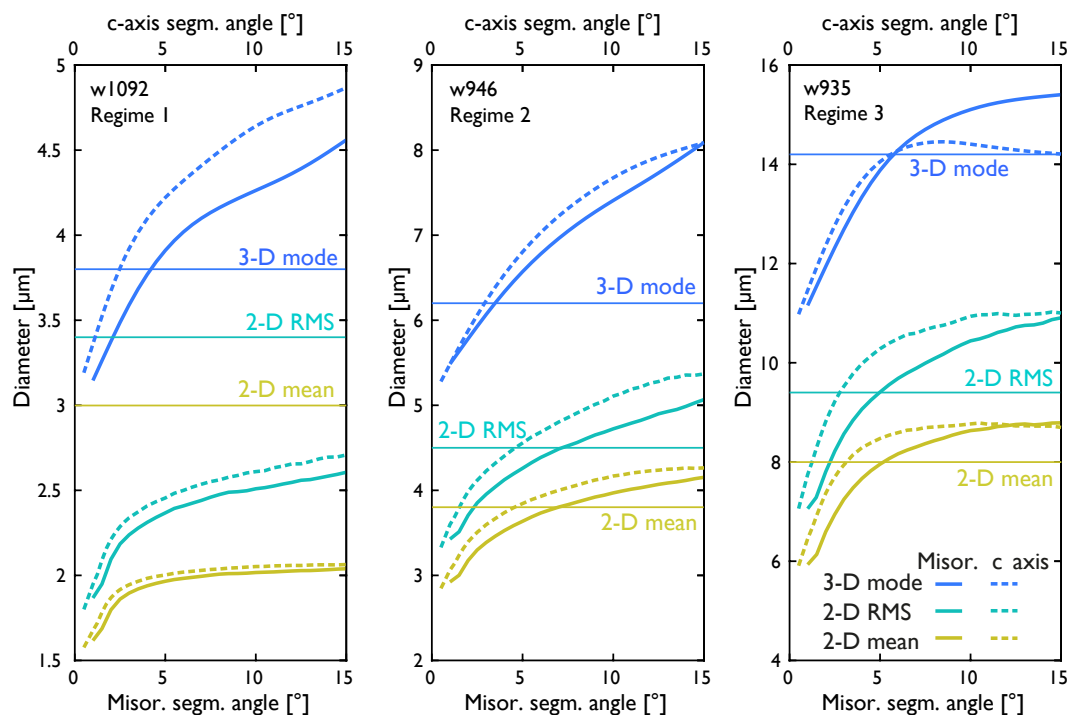 c-axis segm. angle [°]
0 5 10 15
w1092
Regime 1
5
4.5
4
3.5
3
2.5
2
1.5
Diameter [µm]
3-D mode
2-D RMS
2-D mean
0 5 10 15
Misor. segm. angle [°]
c-axis segm. angle [°]
0 5 10 15
w946
Regime 2
9
8
7
6
5
4
3
2
Diameter [µm]
3-D mode
2-D RMS
2-D mean
0 5 10 15
Misor. segm. angle [°]
c-axis segm. angle [°]
0 5 10 15
w935
Regime 3
16
14
12
10
8
6
4
Diameter [µm]
3-D mode
2-D RMS
2-D mean
Misor. c axis
3-D mode
2-D RMS
2-D mean
0 5 10 15
Misor. segm. angle [°]